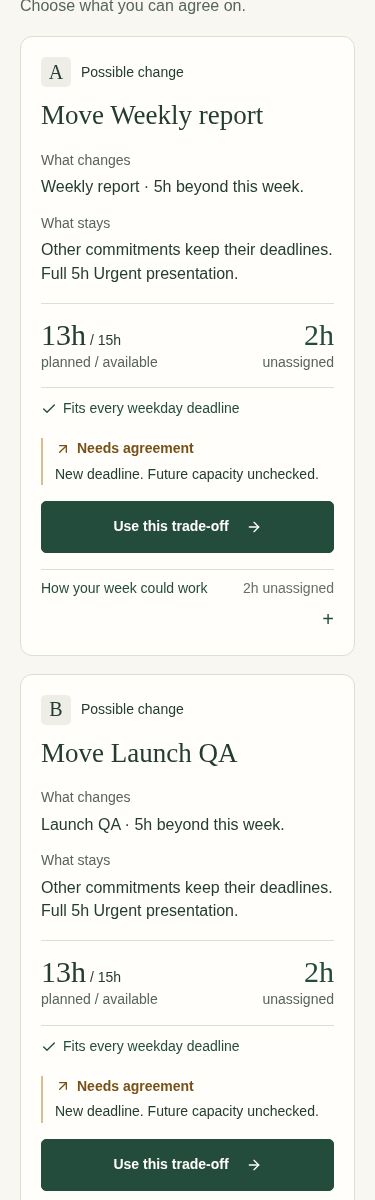 Choose what you can agree on.
A Possible change
Move Weekly report
What changes
Weekly report · 5h beyond this week.
What stays
Other commitments keep their deadlines.
Full 5h Urgent presentation.
13h / 15h 2h
planned / available unassigned
Fits every weekday deadline
Needs agreement
New deadline. Future capacity unchecked.
Use this trade-off
How your week could work 2h unassigned
+
B Possible change
Move Launch QA
What changes
Launch QA · 5h beyond this week.
What stays
Other commitments keep their deadlines.
Full 5h Urgent presentation.
13h / 15h 2h
planned / available unassigned
Fits every weekday deadline
Needs agreement
New deadline. Future capacity unchecked.
Use this trade-off